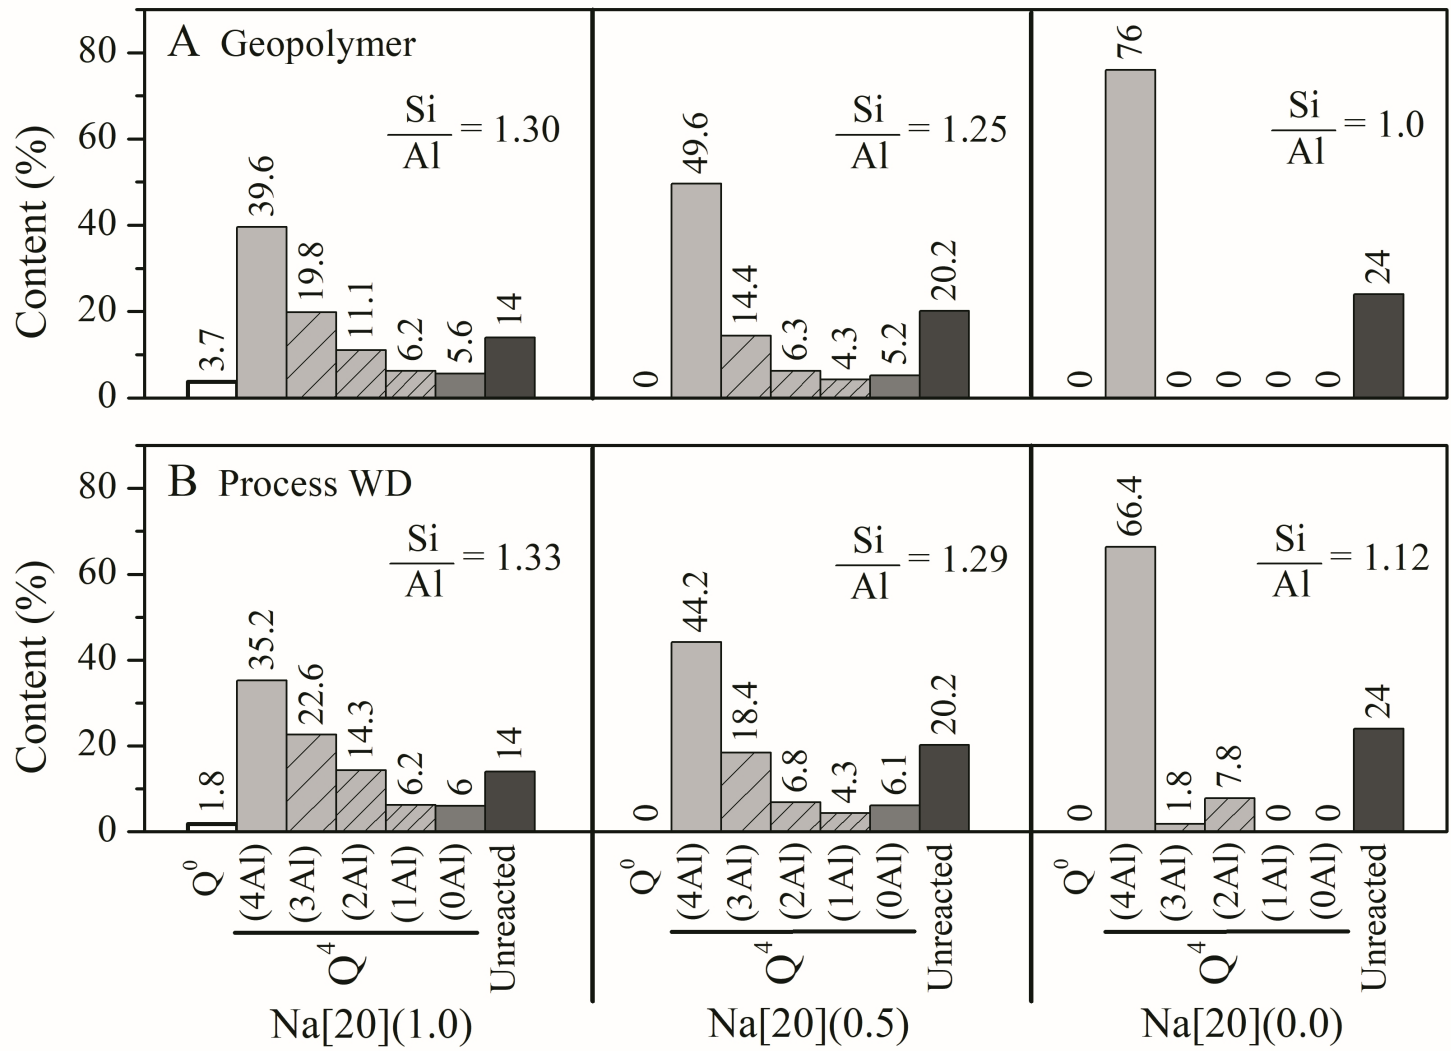 A Geopolymer
Content (%)
80
60
40
20
0
Si
Al
= 1.30
3.7
39.6
19.8
11.1
6.2
5.6
14
Si
Al
= 1.25
0
49.6
14.4
6.3
4.3
5.2
20.2
Si
Al
= 1.0
0
76
0
0
0
0
24
B Process WD
Content (%)
80
60
40
20
0
Si
Al
= 1.33
1.8
35.2
22.6
14.3
6.2
6
14
Si
Al
= 1.29
0
44.2
18.4
6.8
4.3
6.1
20.2
Si
Al
= 1.12
0
66.4
1.8
7.8
0
0
24
Q⁰
(4Al)
(3Al)
(2Al)
(1Al)
(0Al)
Unreacted
Q⁴
Na[20](1.0)
Q⁰
(4Al)
(3Al)
(2Al)
(1Al)
(0Al)
Unreacted
Q⁴
Na[20](0.5)
Q⁰
(4Al)
(3Al)
(2Al)
(1Al)
(0Al)
Unreacted
Q⁴
Na[20](0.0)